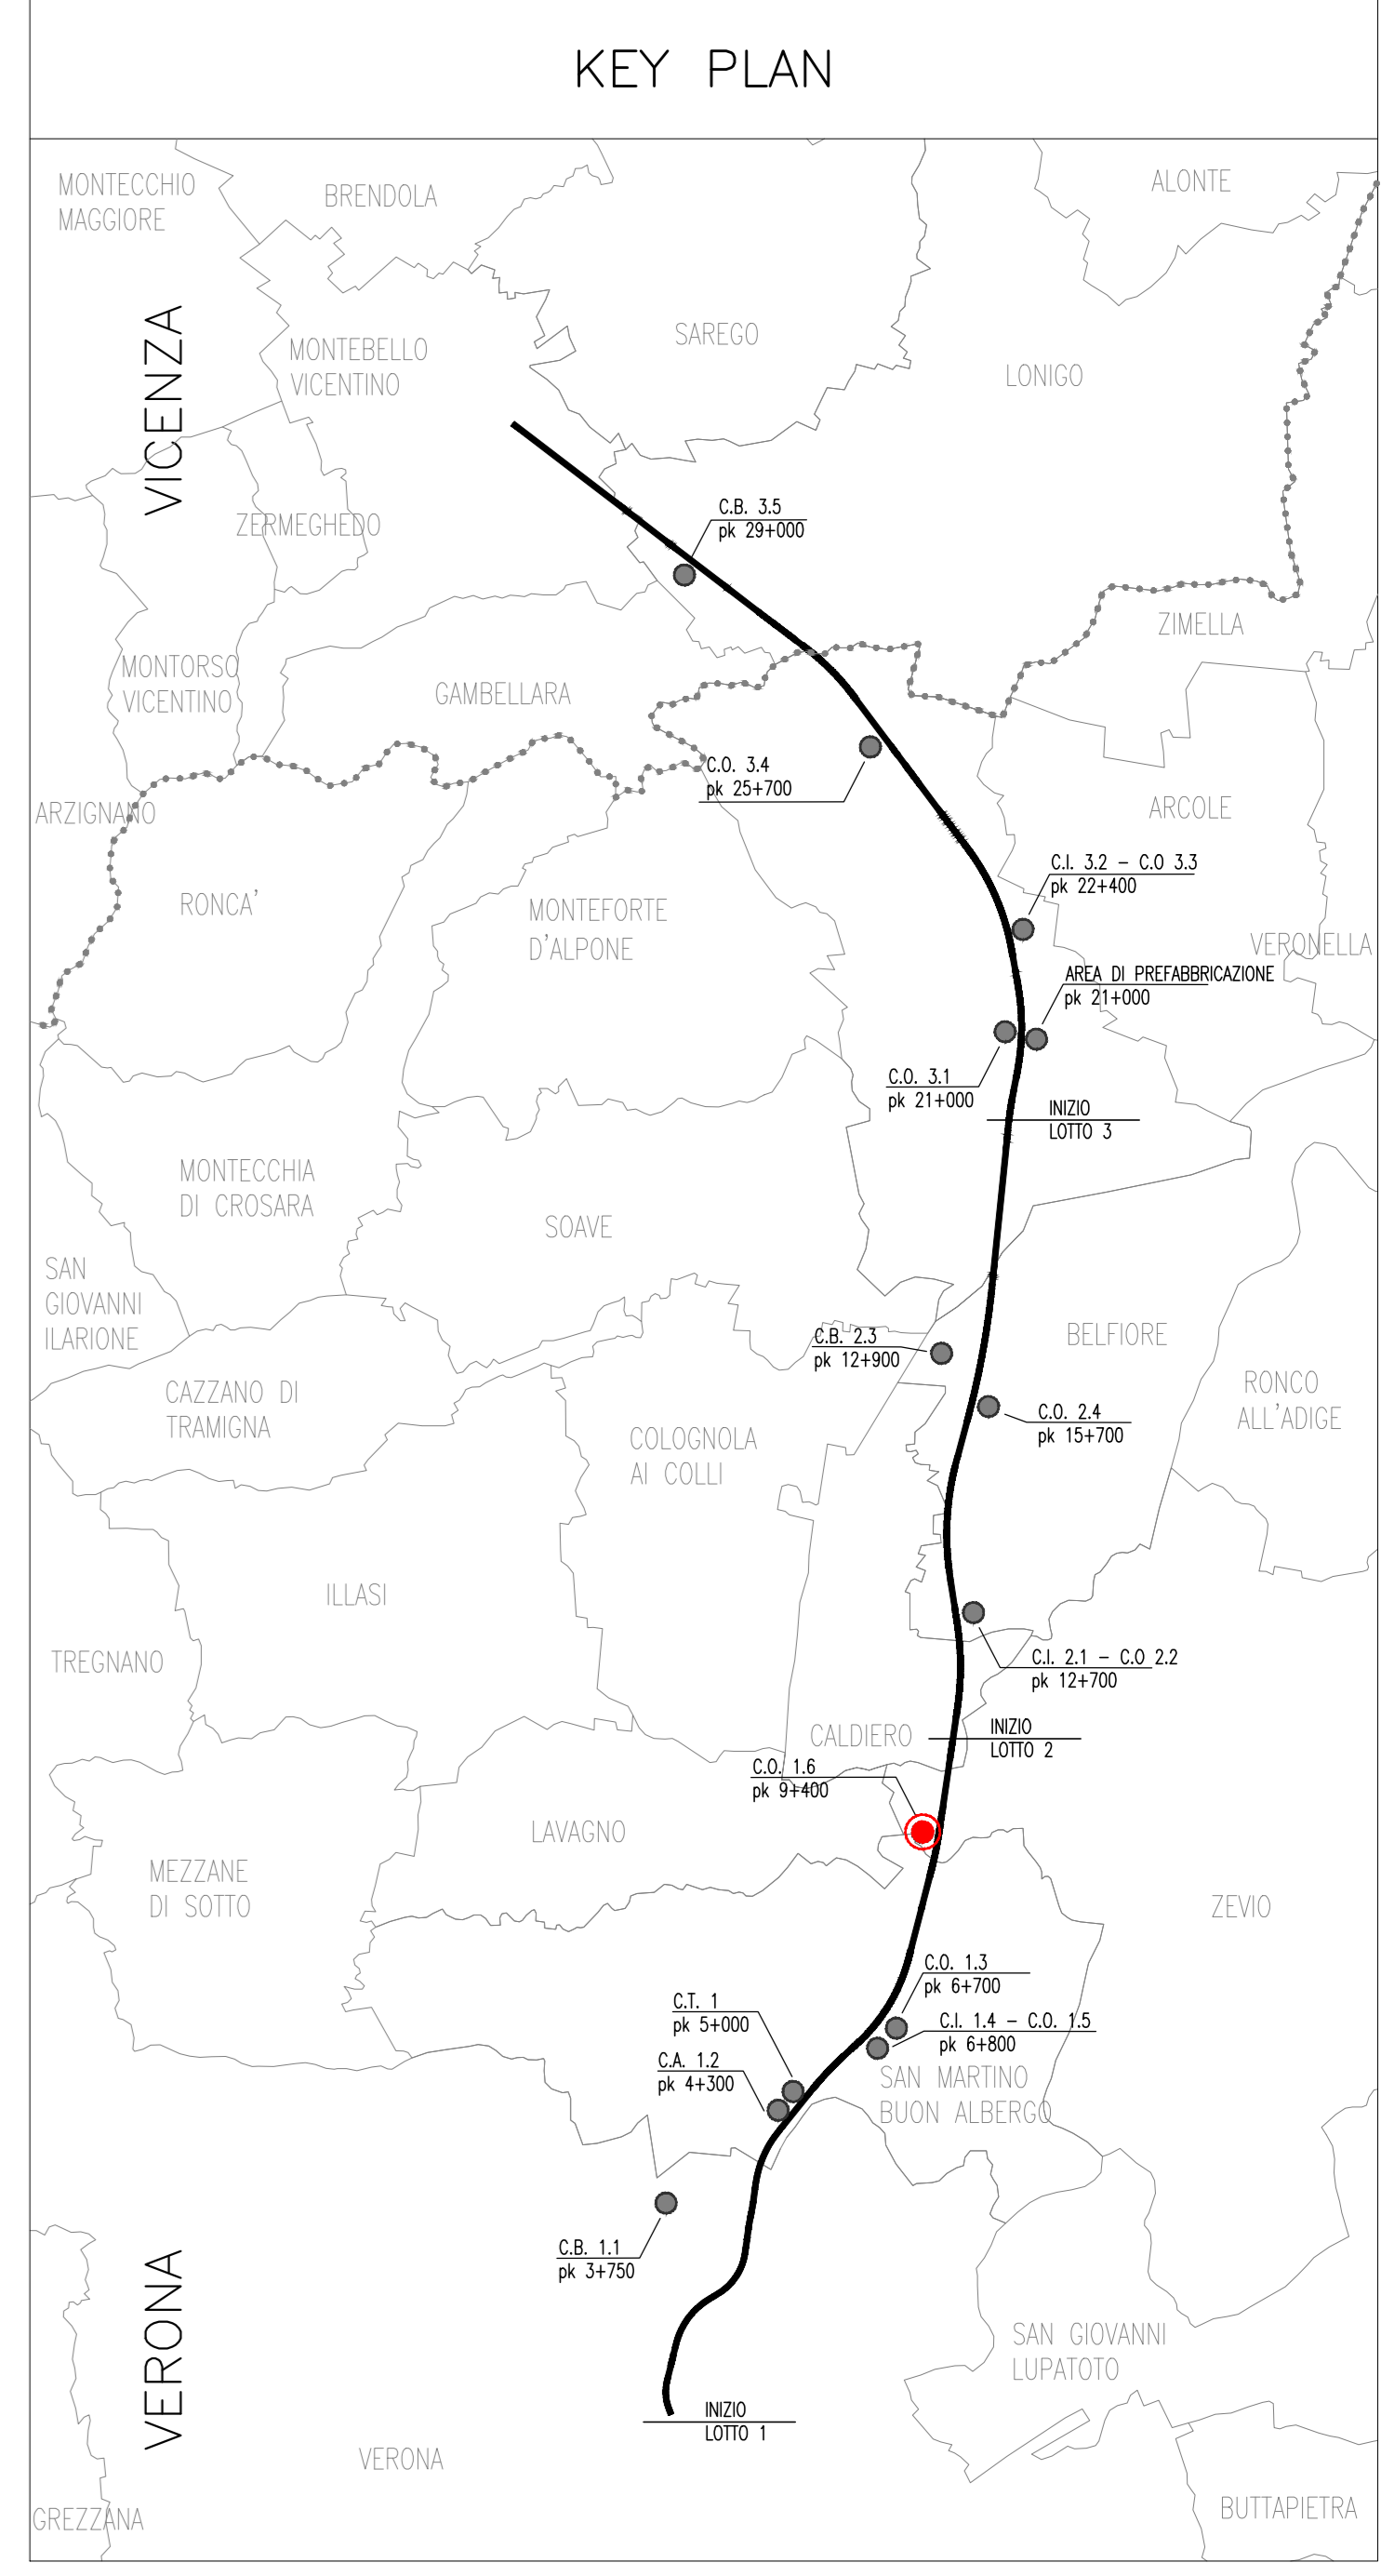 KEY PLAN
MONTECCHIO
MAGGIORE
BRENDOLA
ALONTE
VICENZA
MONTEBELLO
VICENTINO
SAREGO
LONIGO
C.B. 3.5
pk 29+000
ZERMEGHEDO
ZIMELLA
MONTORSO
VICENTINO
GAMBELLARA
C.O. 3.4
pk 25+700
ARZIGNANO
ARCOLE
C.I. 3.2 - C.O 3.3
pk 22+400
RONCA'
MONTEFORTE
D'ALPONE
VERONELLA
AREA DI PREFABBRICAZIONE
pk 21+000
C.O. 3.1
pk 21+000
INIZIO
LOTTO 3
MONTECCHIA
DI CROSARA
SOAVE
SAN
GIOVANNI
ILARIONE
C.B. 2.3
pk 12+900
BELFIORE
CAZZANO DI
TRAMIGNA
RONCO
ALL'ADIGE
C.O. 2.4
pk 15+700
COLOGNOLA
AI COLLI
ILLASI
TREGNANO
C.I. 2.1 - C.O 2.2
pk 12+700
CALDIERO
INIZIO
LOTTO 2
C.O. 1.6
pk 9+400
LAVAGNO
MEZZANE
DI SOTTO
ZEVIO
C.O. 1.3
pk 6+700
C.T. 1
pk 5+000
C.I. 1.4 - C.O. 1.5
pk 6+800
C.A. 1.2
pk 4+300
SAN MARTINO
BUON ALBERGO
C.B. 1.1
pk 3+750
VERONA
SAN GIOVANNI
LUPATOTO
INIZIO
LOTTO 1
VERONA
GREZZANA
BUTTAPIETRA